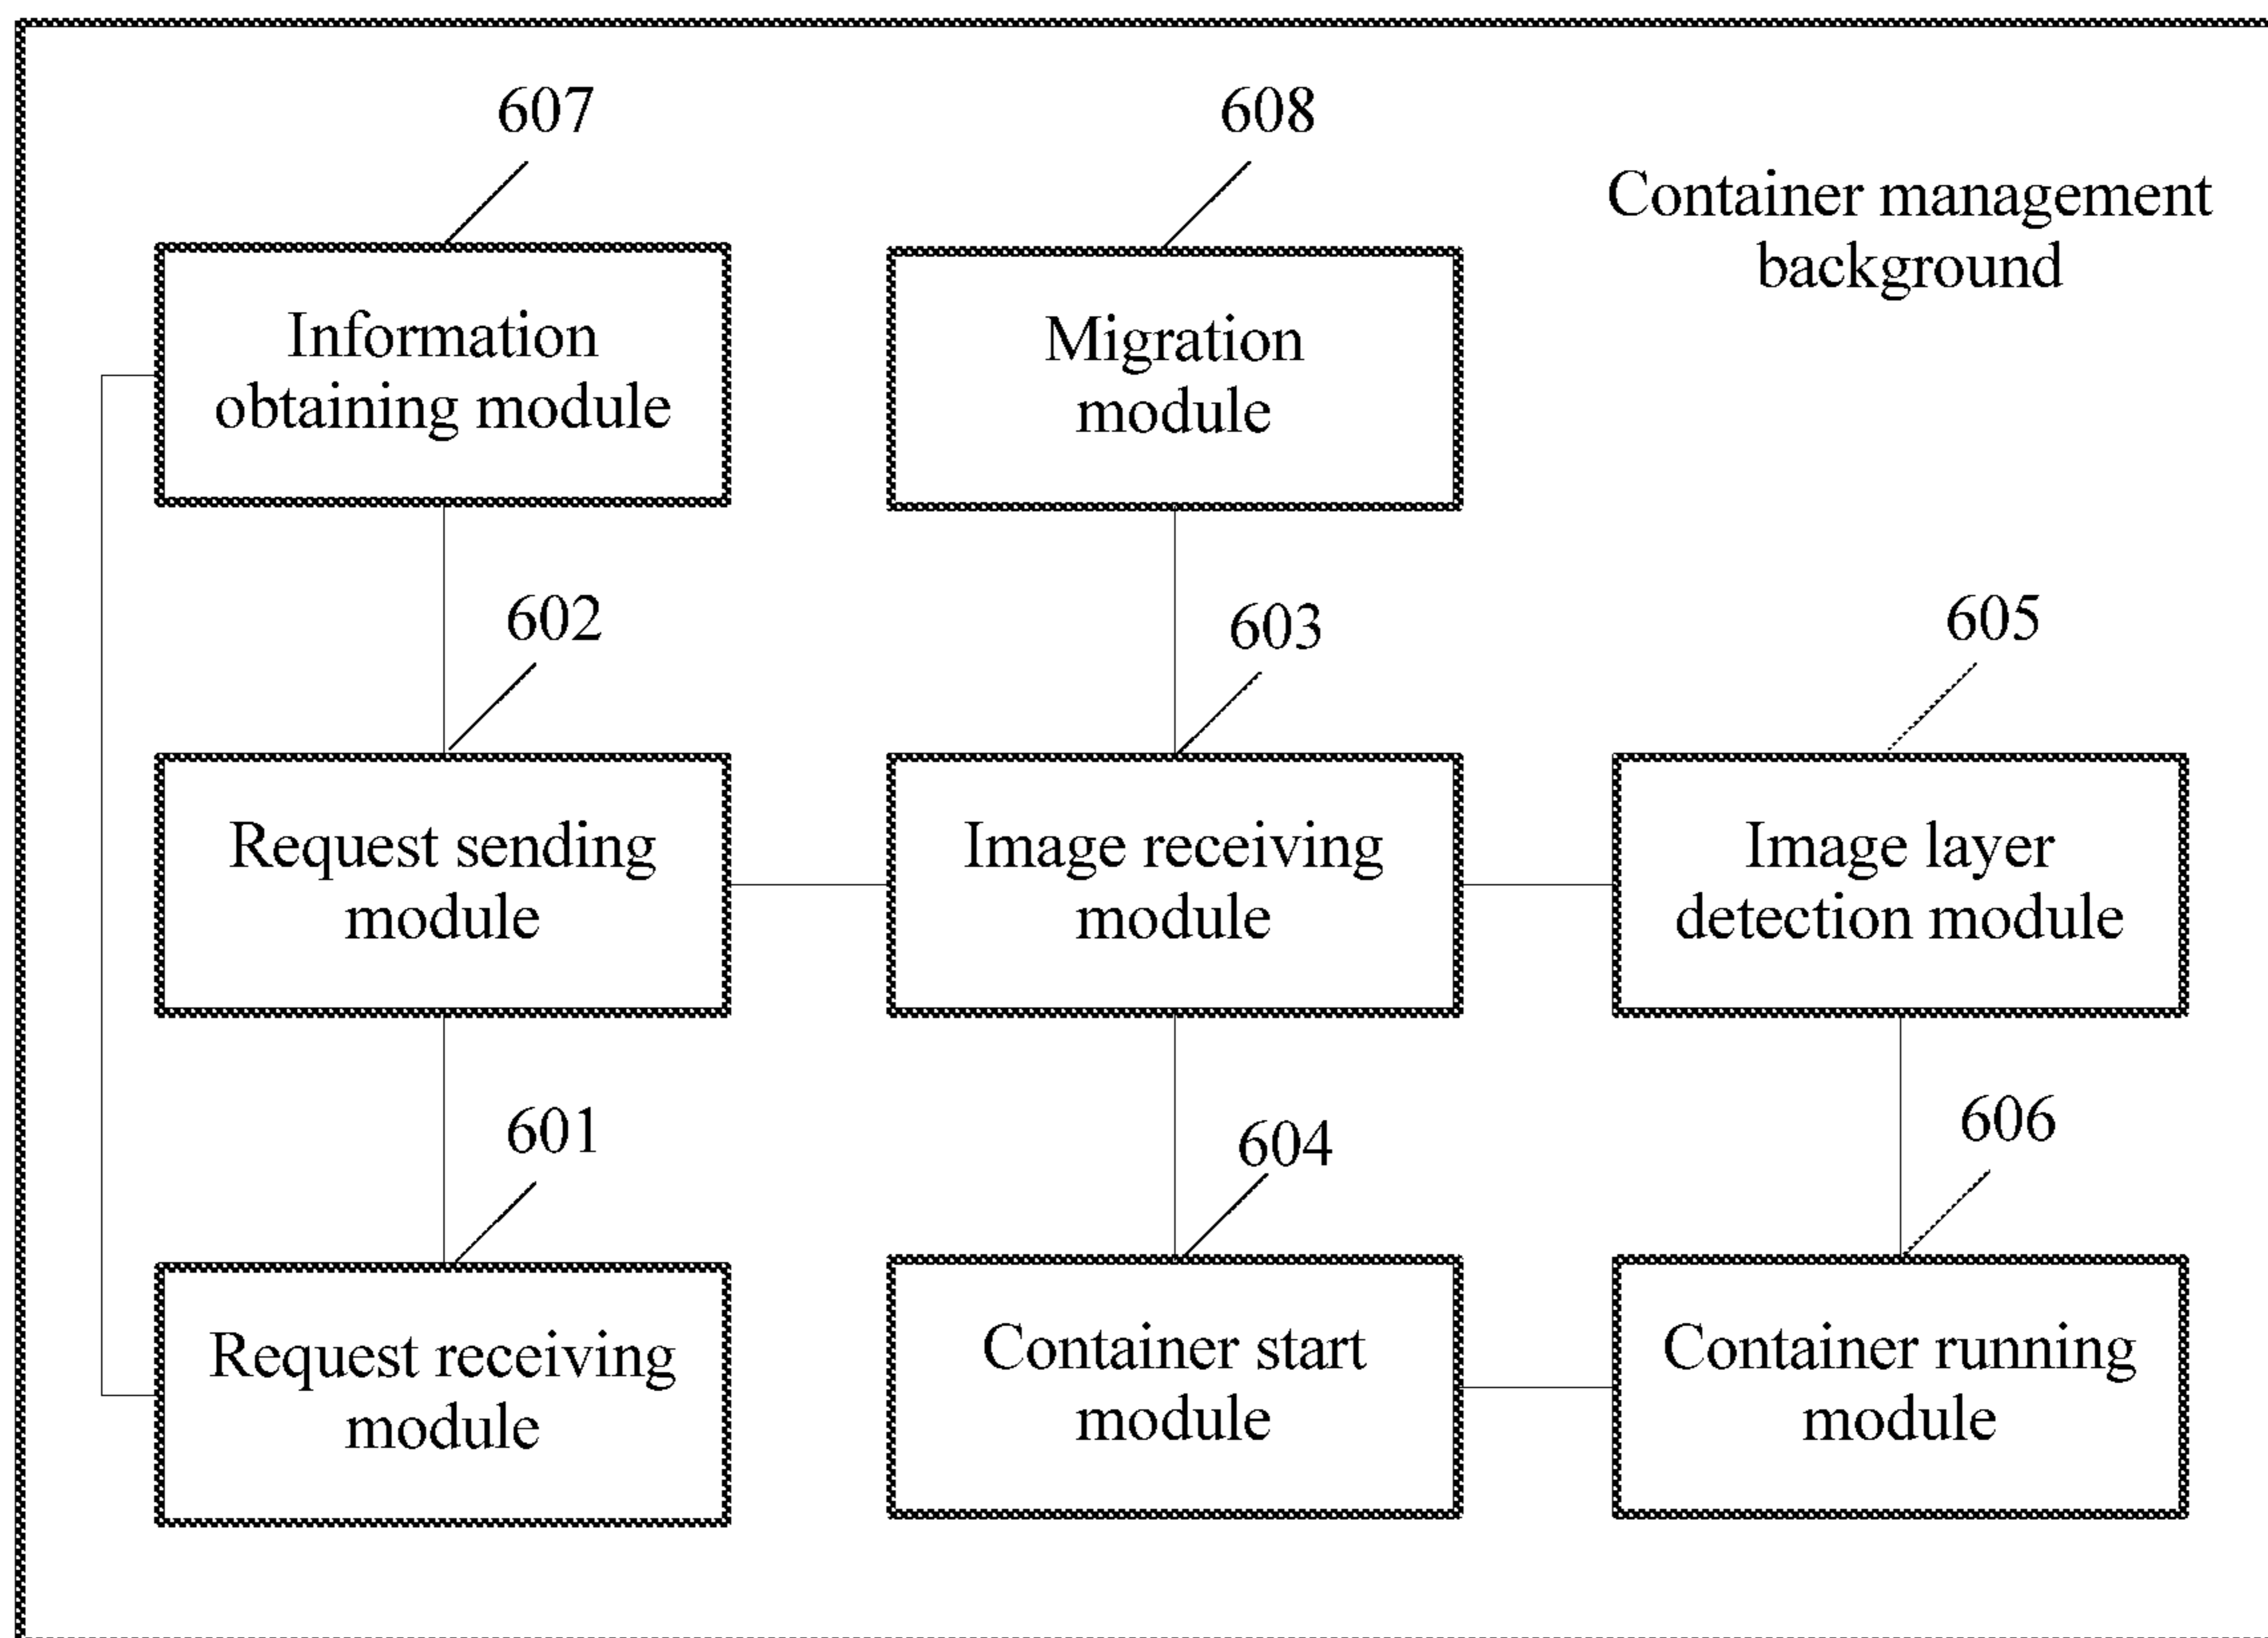 607
608
Container management
background
Information
obtaining module
Migration
module
602
603
605
Request sending
module
Image receiving
module
Image layer
detection module
601
604
606
Request receiving
module
Container start
module
Container running
module